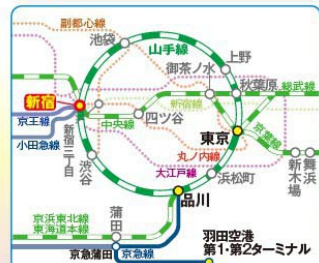 副都心線
池袋
山手線
上野
御茶ノ水
秋葉原
総武線
新宿
新宿線
京王線
中央線
四ツ谷
東京
京葉線
小田急線
新宿三丁目
丸ノ内線
新木場
舞浜
渋谷
大江戸線
浜松町
品川
京浜東北線
東海道本線
蒲田
羽田空港
第1・第2ターミナル
京急蒲田
京急線